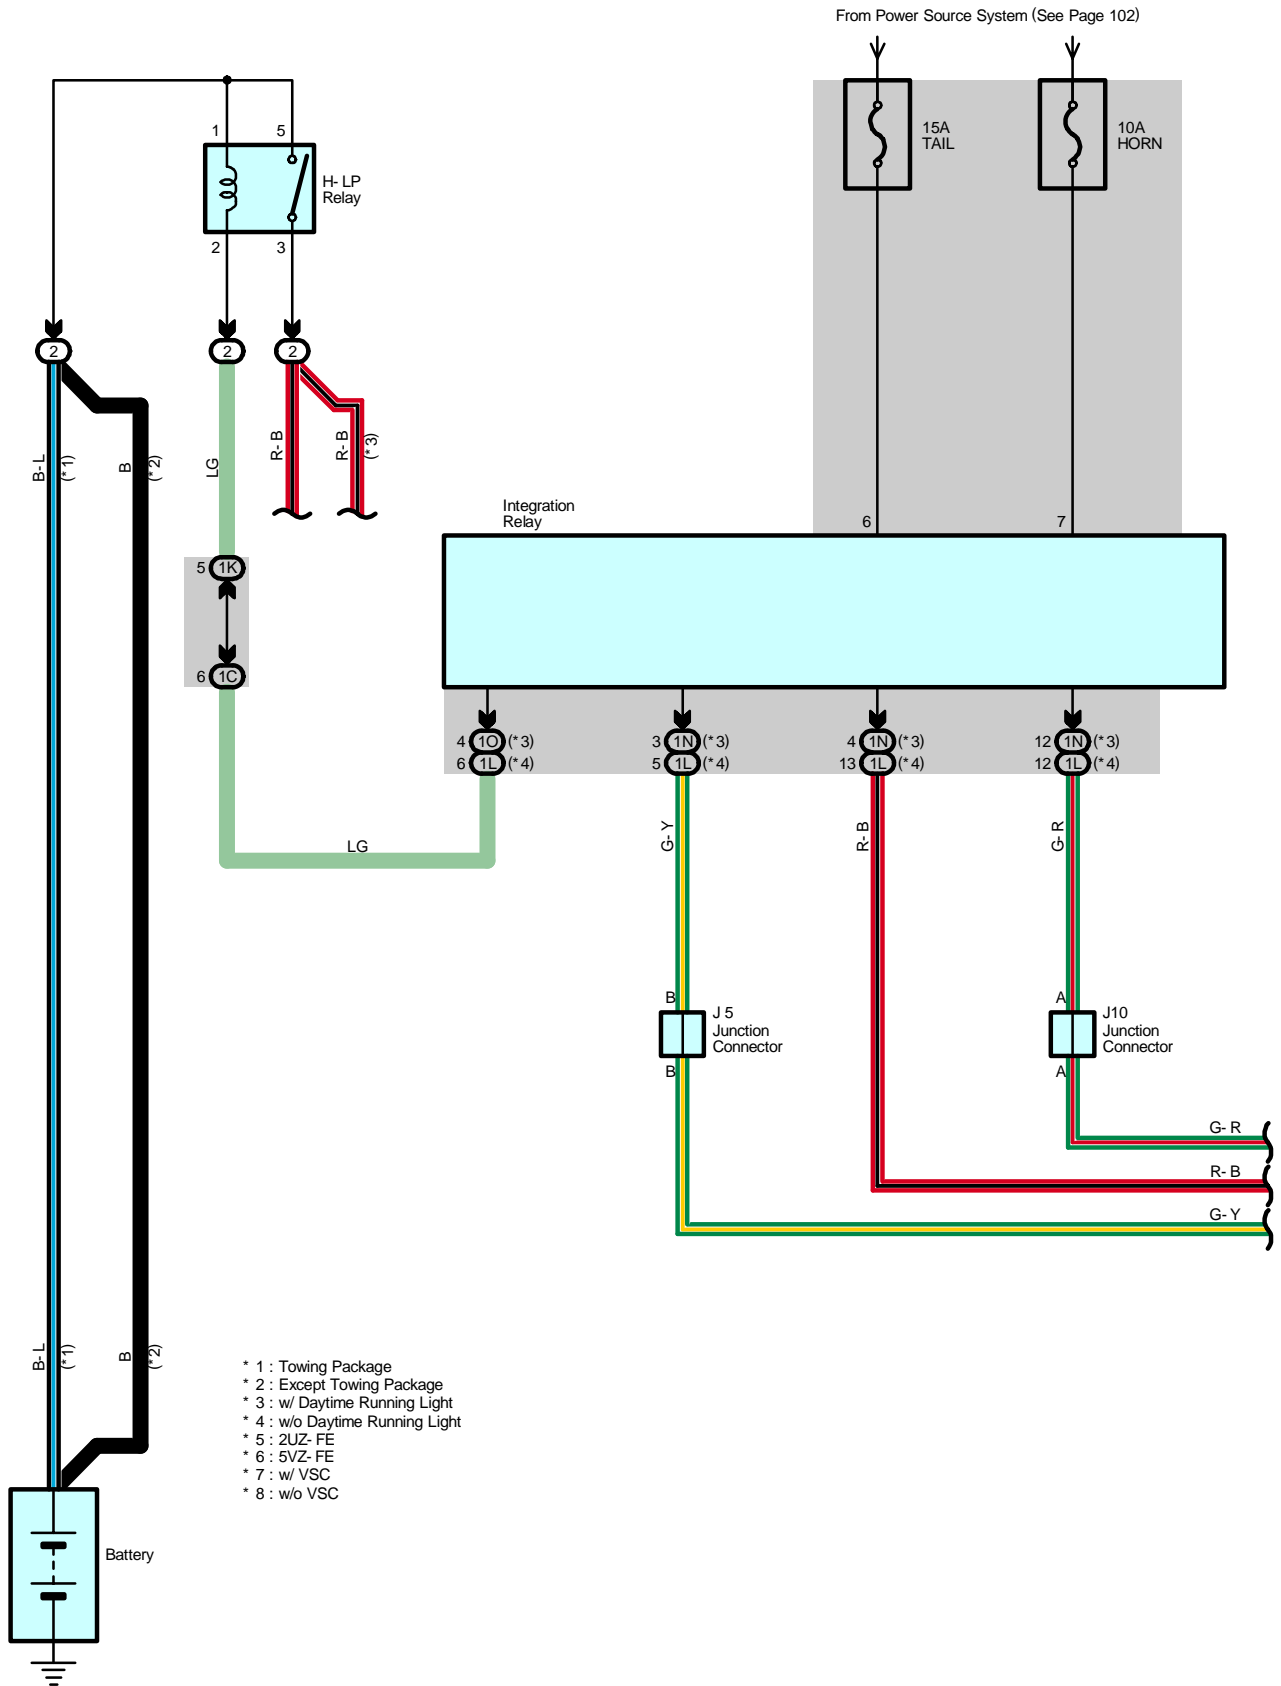 From Power Source System (See Page 102)
15A
TAIL
10A
HORN
1
5
H-LP
Relay
2
3
2
2
2
B-L
(*1)
B
(*2)
LG
R-B
R-B
(*3)
Integration
Relay
6
7
5 1K
6 1C
4 1O (*3)
6 1L (*4)
3 1N (*3)
5 1L (*4)
4 1N (*3)
13 1L (*4)
12 1N (*3)
12 1L (*4)
LG
G-Y
R-B
G-R
B
J 5
Junction
Connector
B
A
J10
Junction
Connector
A
G-R
R-B
G-Y
B-L
(*1)
B
(*2)
* 1 : Towing Package
* 2 : Except Towing Package
* 3 : w/ Daytime Running Light
* 4 : w/o Daytime Running Light
* 5 : 2UZ-FE
* 6 : 5VZ-FE
* 7 : w/ VSC
* 8 : w/o VSC
Battery